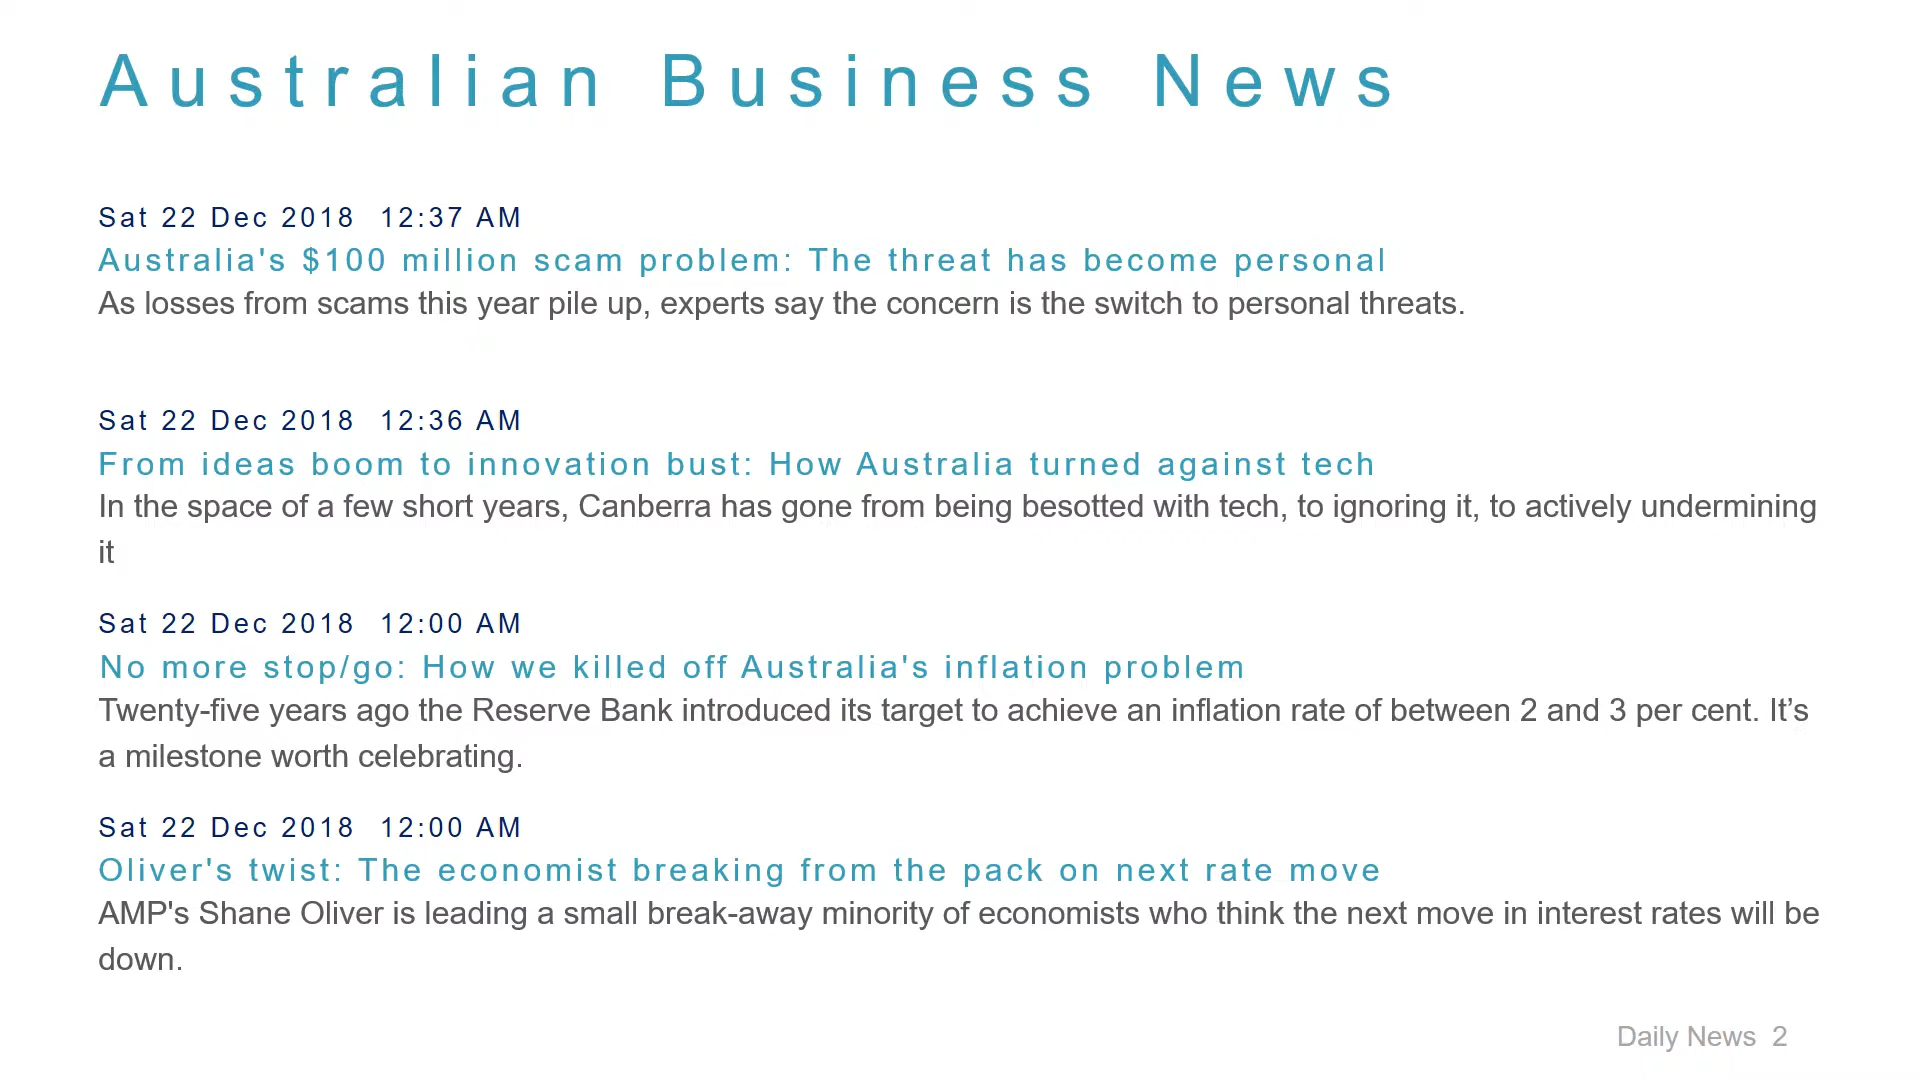 Australian Business News
Sat 22 Dec 2018  12:37 AM
Australia's $100 million scam problem: The threat has become personal
As losses from scams this year pile up, experts say the concern is the switch to personal threats.
Sat 22 Dec 2018  12:36 AM
From ideas boom to innovation bust: How Australia turned against tech
In the space of a few short years, Canberra has gone from being besotted with tech, to ignoring it, to actively undermining
it
Sat 22 Dec 2018  12:00 AM
No more stop/go: How we killed off Australia's inflation problem
Twenty-five years ago the Reserve Bank introduced its target to achieve an inflation rate of between 2 and 3 per cent. It’s
a milestone worth celebrating.
Sat 22 Dec 2018  12:00 AM
Oliver's twist: The economist breaking from the pack on next rate move
AMP's Shane Oliver is leading a small break-away minority of economists who think the next move in interest rates will be
down.
Daily News  2